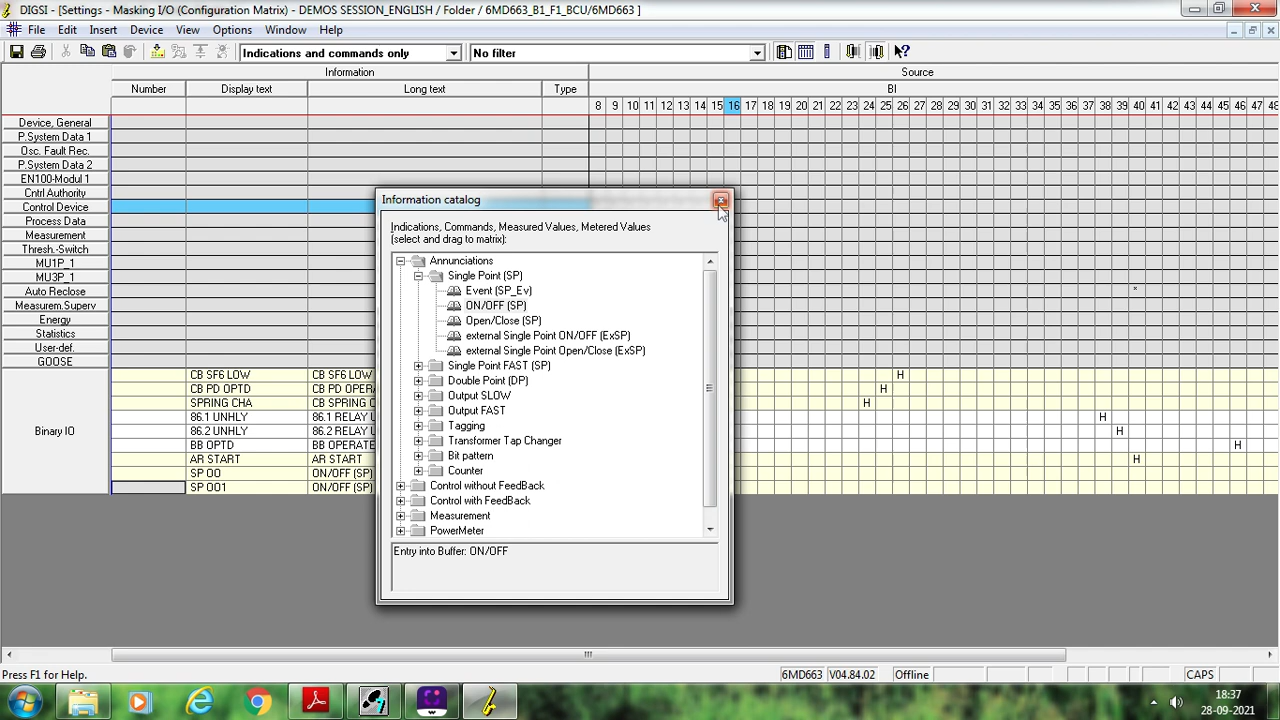 DIGSI - [Settings - Masking I/O (Configuration Matrix) - DEMOS SESSION_ENGLISH / Folder / 6MD663_B1_F1_BCU/6MD663 ]
File Edit Insert Device View Options Window Help
Indications and commands only No filter
Information Source
Number Display text Long text Type BI
8 9 10 11 12 13 14 15 16 17 18 19 20 21 22 23 24 25 26 27 28 29 30 31 32 33 34 35 36 37 38 39 40 41 42 43 44 45 46 47 48
Device, General
P.System Data 1
Osc. Fault Rec.
P.System Data 2
EN100-Modul 1
Cntrl Authority
Control Device
Process Data
Measurement
Thresh.-Switch
MU1P_1
MU3P_1
Auto Reclose *
Measurem.Superv
Energy
Statistics
User-def.
GOOSE
Binary IO
CB SF6 LOW CB SF6 LOW H
CB PD OPTD CB PD OPERA H
SPRING CHA CB SPRING CH H
86.1 UNHLY 86.1 RELAY U H
86.2 UNHLY 86.2 RELAY U H
BB OPTD BB OPERATE H
AR START AR START H
SP 00 ON/OFF (SP)
SP 001 ON/OFF (SP)
Information catalog
Indications, Commands, Measured Values, Metered Values
(select and drag to matrix):
Annunciations
Single Point (SP)
Event (SP_Ev)
ON/OFF (SP)
Open/Close (SP)
external Single Point ON/OFF (ExSP)
external Single Point Open/Close (ExSP)
Single Point FAST (SP)
Double Point (DP)
Output SLOW
Output FAST
Tagging
Transformer Tap Changer
Bit pattern
Counter
Control without FeedBack
Control with FeedBack
Measurement
PowerMeter
Entry into Buffer: ON/OFF
Press F1 for Help. 6MD663 V04.84.02 Offline CAPS
18:37
28-09-2021